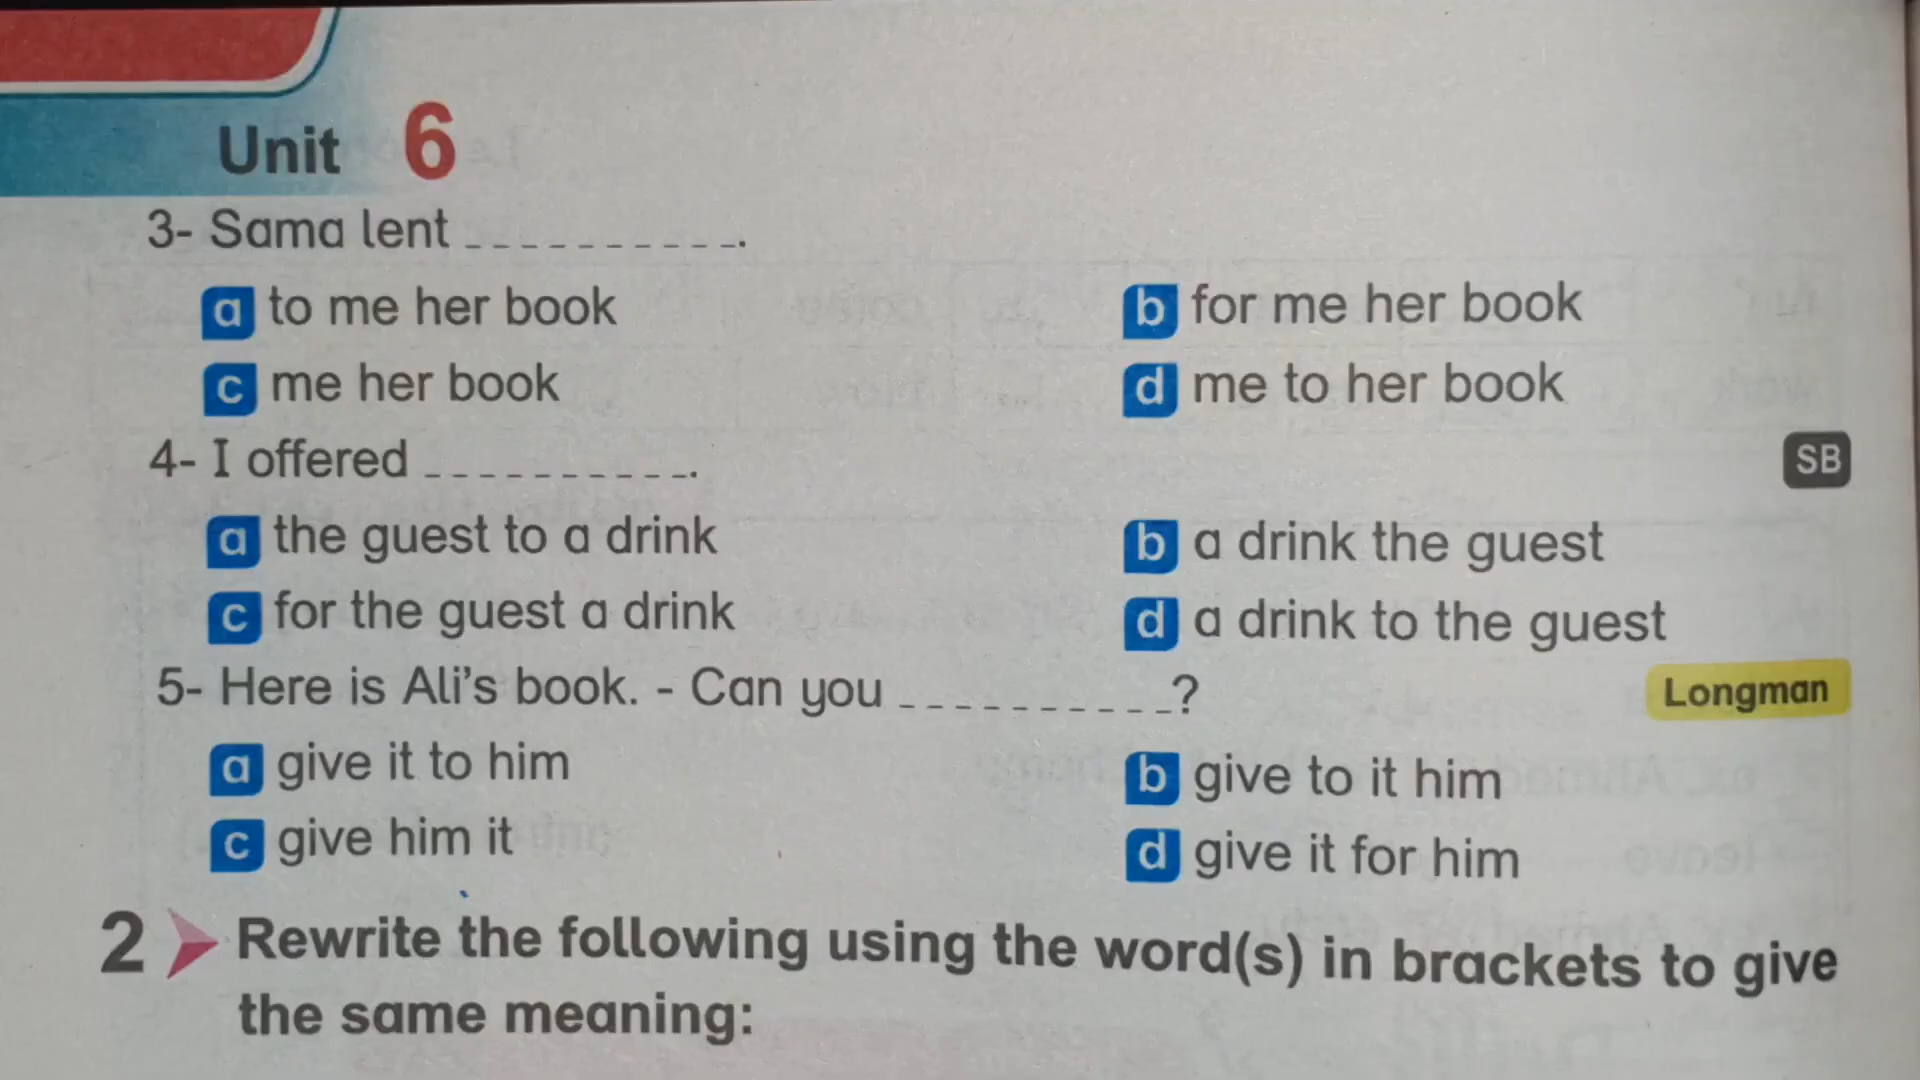 Unit 6
3- Sama lent __________.
a to me her book
b for me her book
c me her book
d me to her book
4- I offered __________.
SB
a the guest to a drink
b a drink the guest
c for the guest a drink
d a drink to the guest
5- Here is Ali's book. - Can you __________?
Longman
a give it to him
b give to it him
c give him it
d give it for him
2 Rewrite the following using the word(s) in brackets to give
the same meaning: